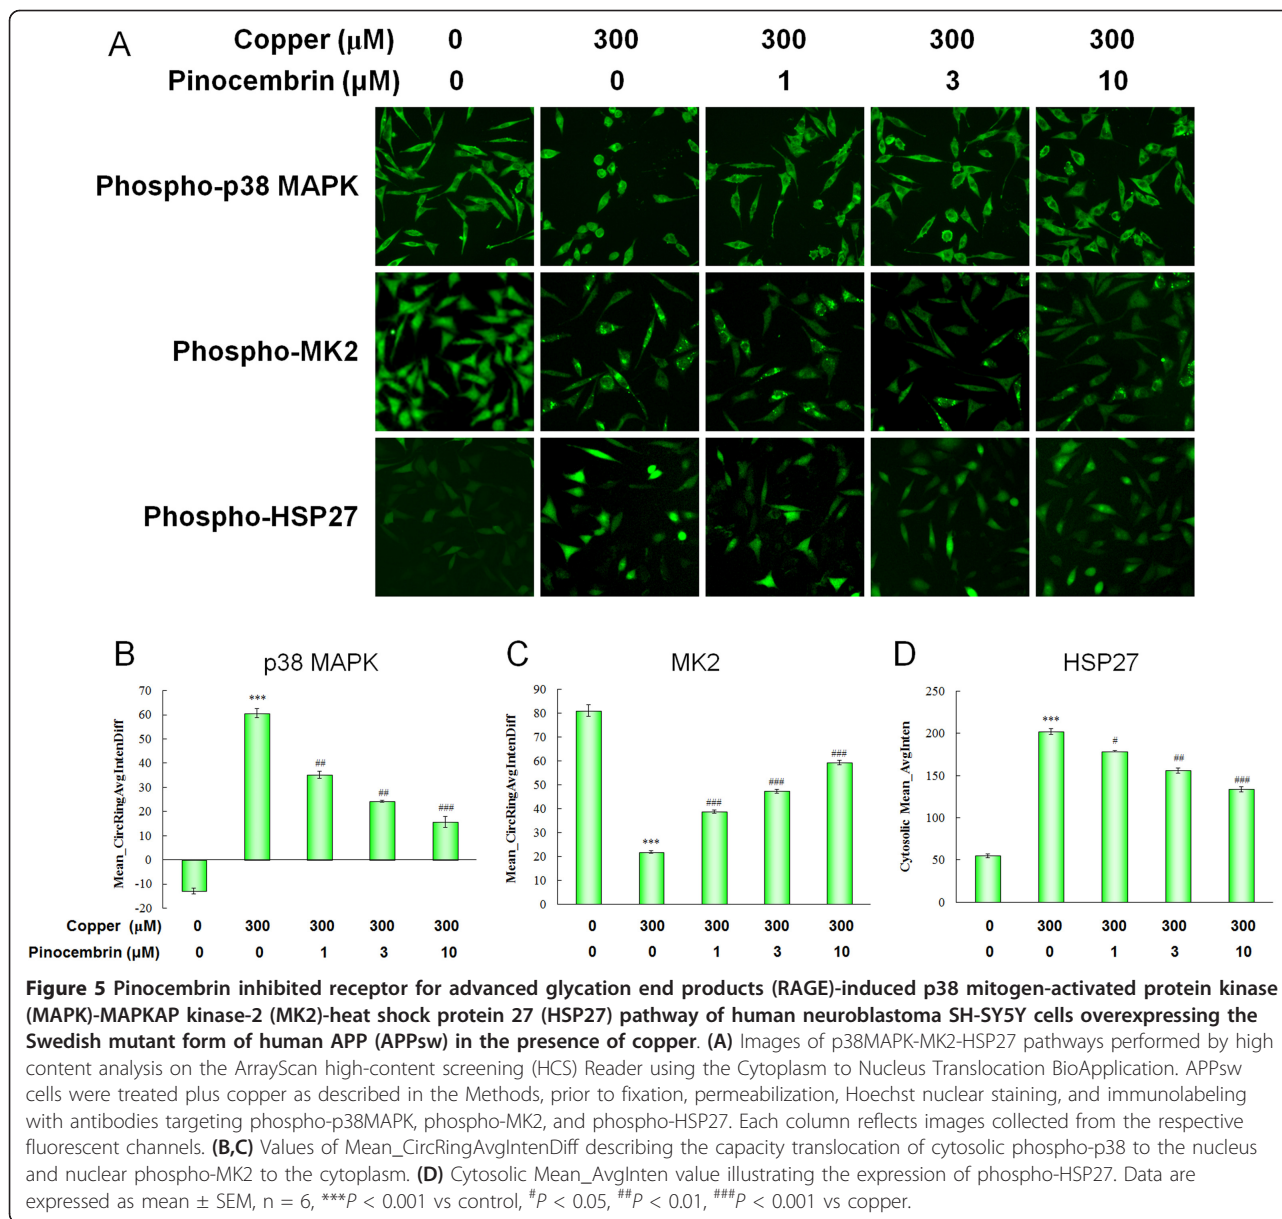 A
Copper (μM) 0 300 300 300 300
Pinocembrin (μM) 0 0 1 3 10
Phospho-p38 MAPK
Phospho-MK2
Phospho-HSP27
B p38 MAPK
Mean_CircRingAvgIntenDiff
70
60
50
40
30
20
10
0
-10
-20
***
##
##
###
C MK2
Mean_CircRingAvgIntenDiff
90
80
70
60
50
40
30
20
10
0
***
###
###
###
D HSP27
Cytosolic Mean_AvgInten
250
200
150
100
50
0
***
#
##
###
Copper (μM) 0 300 300 300 300 0 300 300 300 300 0 300 300 300 300
Pinocembrin (μM) 0 0 1 3 10 0 0 1 3 10 0 0 1 3 10
Figure 5 Pinocembrin inhibited receptor for advanced glycation end products (RAGE)-induced p38 mitogen-activated protein kinase
(MAPK)-MAPKAP kinase-2 (MK2)-heat shock protein 27 (HSP27) pathway of human neuroblastoma SH-SY5Y cells overexpressing the
Swedish mutant form of human APP (APPsw) in the presence of copper. (A) Images of p38MAPK-MK2-HSP27 pathways performed by high
content analysis on the ArrayScan high-content screening (HCS) Reader using the Cytoplasm to Nucleus Translocation BioApplication. APPsw
cells were treated plus copper as described in the Methods, prior to fixation, permeabilization, Hoechst nuclear staining, and immunolabeling
with antibodies targeting phospho-p38MAPK, phospho-MK2, and phospho-HSP27. Each column reflects images collected from the respective
fluorescent channels. (B,C) Values of Mean_CircRingAvgIntenDiff describing the capacity translocation of cytosolic phospho-p38 to the nucleus
and nuclear phospho-MK2 to the cytoplasm. (D) Cytosolic Mean_AvgInten value illustrating the expression of phospho-HSP27. Data are
expressed as mean ± SEM, n = 6, ***P < 0.001 vs control, #P < 0.05, ##P < 0.01, ###P < 0.001 vs copper.